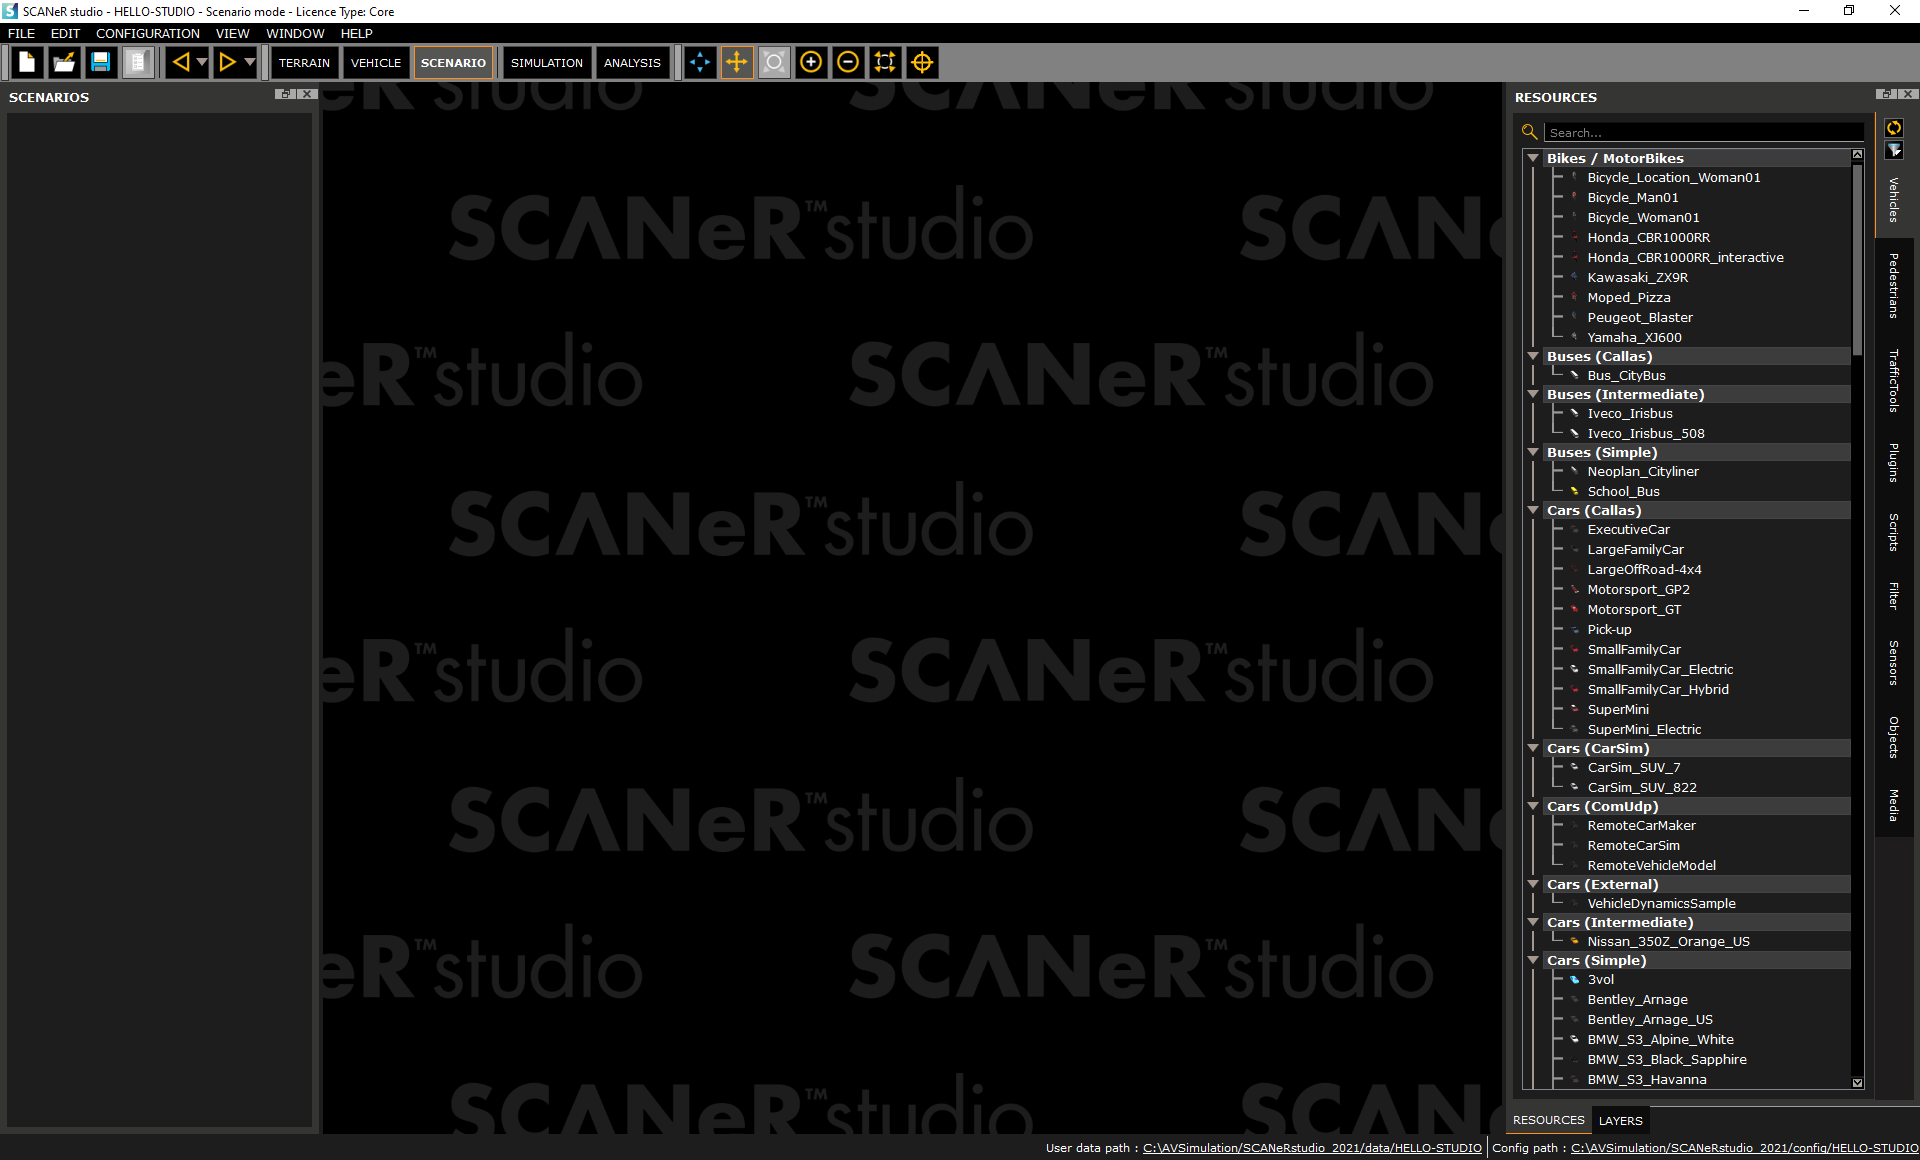 SCANeR studio - HELLO-STUDIO - Scenario mode - Licence Type: Core
FILE EDIT CONFIGURATION VIEW WINDOW HELP
TERRAIN VEHICLE SCENARIO SIMULATION ANALYSIS
SCENARIOS
RESOURCES
Search...
Bikes / MotorBikes
Bicycle_Location_Woman01
Bicycle_Man01
Bicycle_Woman01
Honda_CBR1000RR
Honda_CBR1000RR_interactive
Kawasaki_ZX9R
Moped_Pizza
Peugeot_Blaster
Yamaha_XJ600
Buses (Callas)
Bus_CityBus
Buses (Intermediate)
Iveco_Irisbus
Iveco_Irisbus_508
Buses (Simple)
Neoplan_Cityliner
School_Bus
Cars (Callas)
ExecutiveCar
LargeFamilyCar
LargeOffRoad-4x4
Motorsport_GP2
Motorsport_GT
Pick-up
SmallFamilyCar
SmallFamilyCar_Electric
SmallFamilyCar_Hybrid
SuperMini
SuperMini_Electric
Cars (CarSim)
CarSim_SUV_7
CarSim_SUV_822
Cars (ComUdp)
RemoteCarMaker
RemoteCarSim
RemoteVehicleModel
Cars (External)
VehicleDynamicsSample
Cars (Intermediate)
Nissan_350Z_Orange_US
Cars (Simple)
3vol
Bentley_Arnage
Bentley_Arnage_US
BMW_S3_Alpine_White
BMW_S3_Black_Sapphire
BMW_S3_Havanna
Vehicles
Pedestrians
TrafficTools
Plugins
Scripts
Filter
Sensors
Objects
Media
RESOURCES LAYERS
SCANeR™studio
User data path : C:\AVSimulation/SCANeRstudio_2021/data/HELLO-STUDIO Config path : C:\AVSimulation/SCANeRstudio_2021/config/HELLO-STUDIO